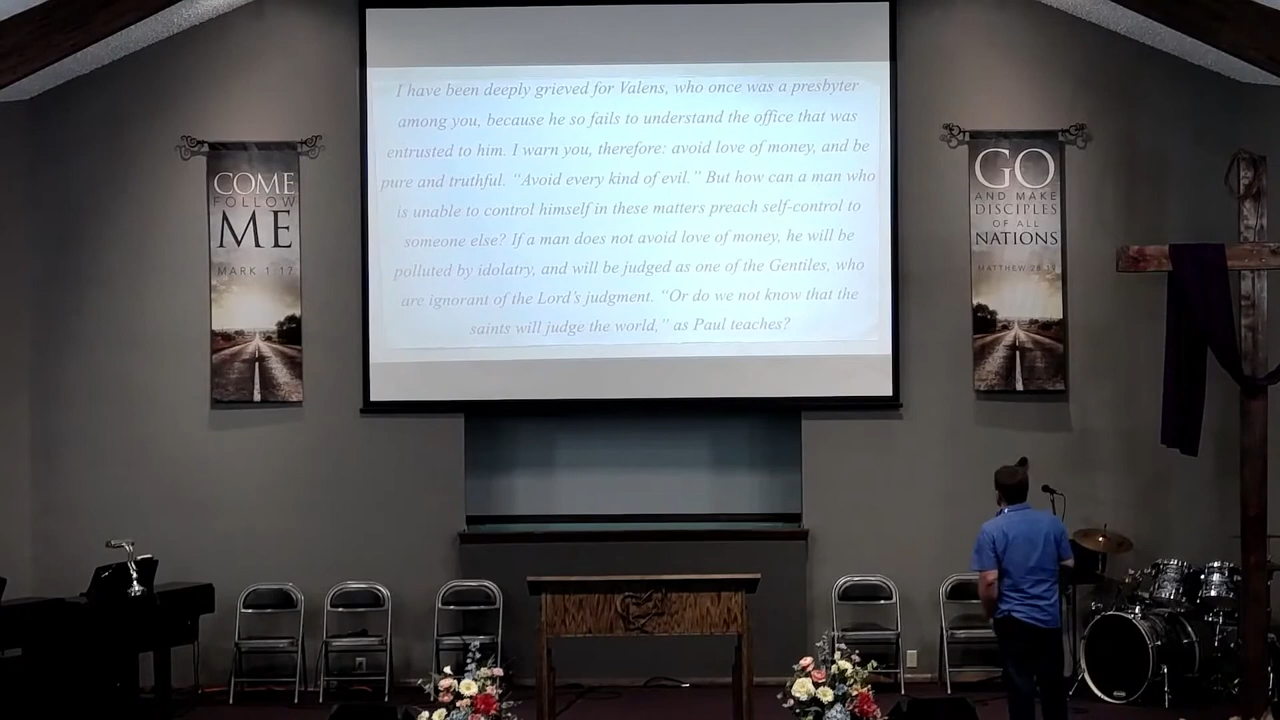 I have been deeply grieved for Valens, who once was a presbyter
among you, because he so fails to understand the office that was
entrusted to him. I warn you, therefore: avoid love of money, and be
pure and truthful. “Avoid every kind of evil.” But how can a man who
is unable to control himself in these matters preach self-control to
someone else? If a man does not avoid love of money, he will be
polluted by idolatry, and will be judged as one of the Gentiles, who
are ignorant of the Lord’s judgment. “Or do we not know that the
saints will judge the world,” as Paul teaches?
COME
FOLLOW
ME
MARK 1:17
GO
AND MAKE
DISCIPLES
OF ALL
NATIONS
MATTHEW 28:19